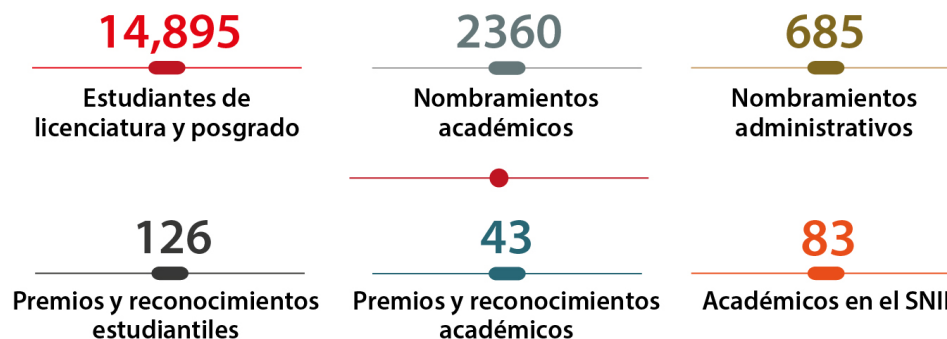 14,895
Estudiantes de
licenciatura y posgrado
2360
Nombramientos
académicos
685
Nombramientos
administrativos
126
Premios y reconocimientos
estudiantiles
43
Premios y reconocimientos
académicos
83
Académicos en el SNII